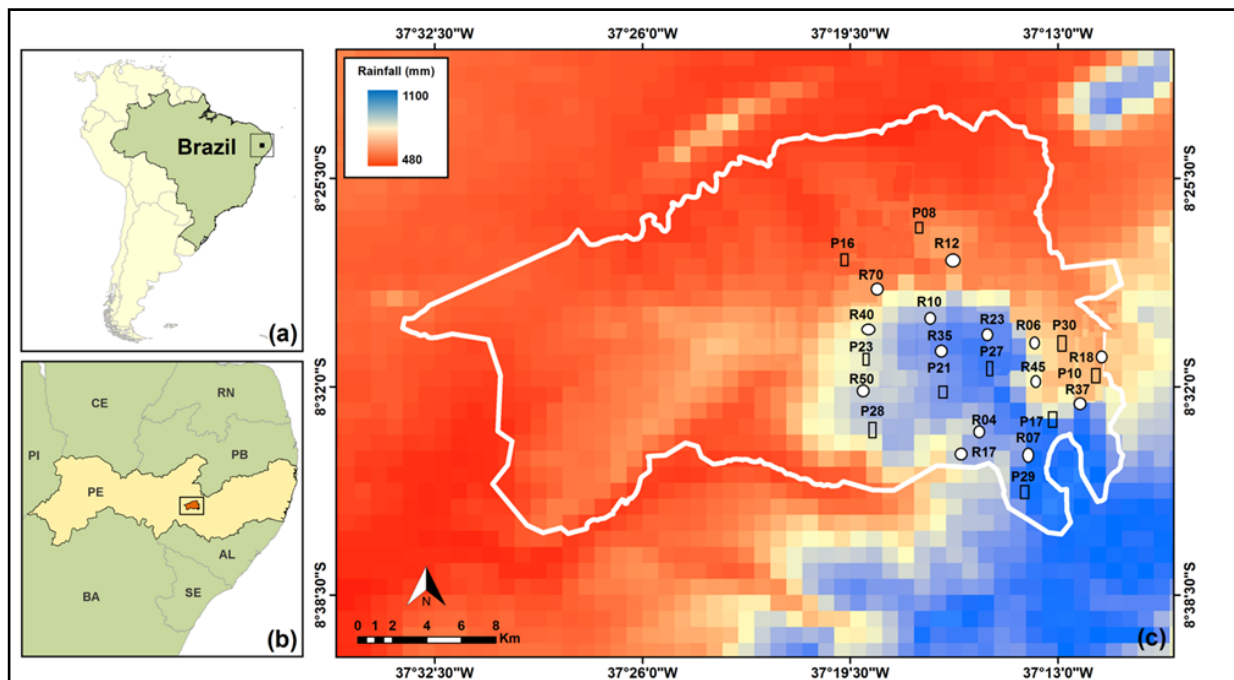 Brazil
(a)
CE
RN
PI
PB
PE
AL
SE
BA
(b)
37°32'30"W
37°26'0"W
37°19'30"W
37°13'0"W
Rainfall (mm)
1100
480
8°25'30"S
8°25'30"S
8°32'0"S
8°32'0"S
8°38'30"S
8°38'30"S
P08
P16
R12
R70
R10
R40
R23
R06
P30
R35
P23
P27
R18
P21
P10
R50
R45
R37
P28
R04
P17
R17
R07
P29
N
0 1 2 4 6 8
Km
(c)
37°32'30"W
37°26'0"W
37°19'30"W
37°13'0"W